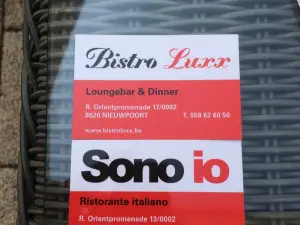 Bistro Luxx
Loungebar & Dinner
R. Orientpromenade 17/0002
8620 NIEUWPOORT T. 058 62 60 50
www.bistroluxx.be
Sono io
Ristorante italiano
R. Orientpromenade 13/0002